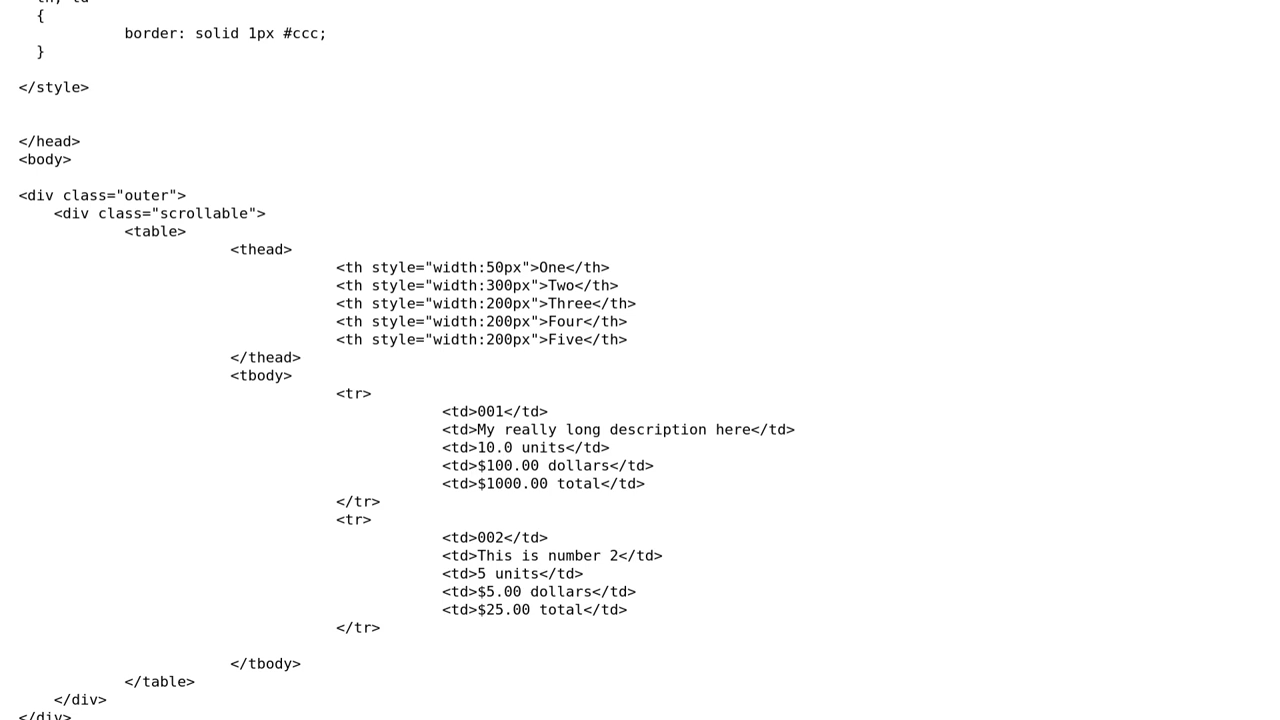 th, td
  {
            border: solid 1px #ccc;
  }

</style>


</head>
<body>

<div class="outer">
    <div class="scrollable">
            <table>
                        <thead>
                                    <th style="width:50px">One</th>
                                    <th style="width:300px">Two</th>
                                    <th style="width:200px">Three</th>
                                    <th style="width:200px">Four</th>
                                    <th style="width:200px">Five</th>
                        </thead>
                        <tbody>
                                    <tr>
                                                <td>001</td>
                                                <td>My really long description here</td>
                                                <td>10.0 units</td>
                                                <td>$100.00 dollars</td>
                                                <td>$1000.00 total</td>
                                    </tr>
                                    <tr>
                                                <td>002</td>
                                                <td>This is number 2</td>
                                                <td>5 units</td>
                                                <td>$5.00 dollars</td>
                                                <td>$25.00 total</td>
                                    </tr>

                        </tbody>
            </table>
    </div>
</div>